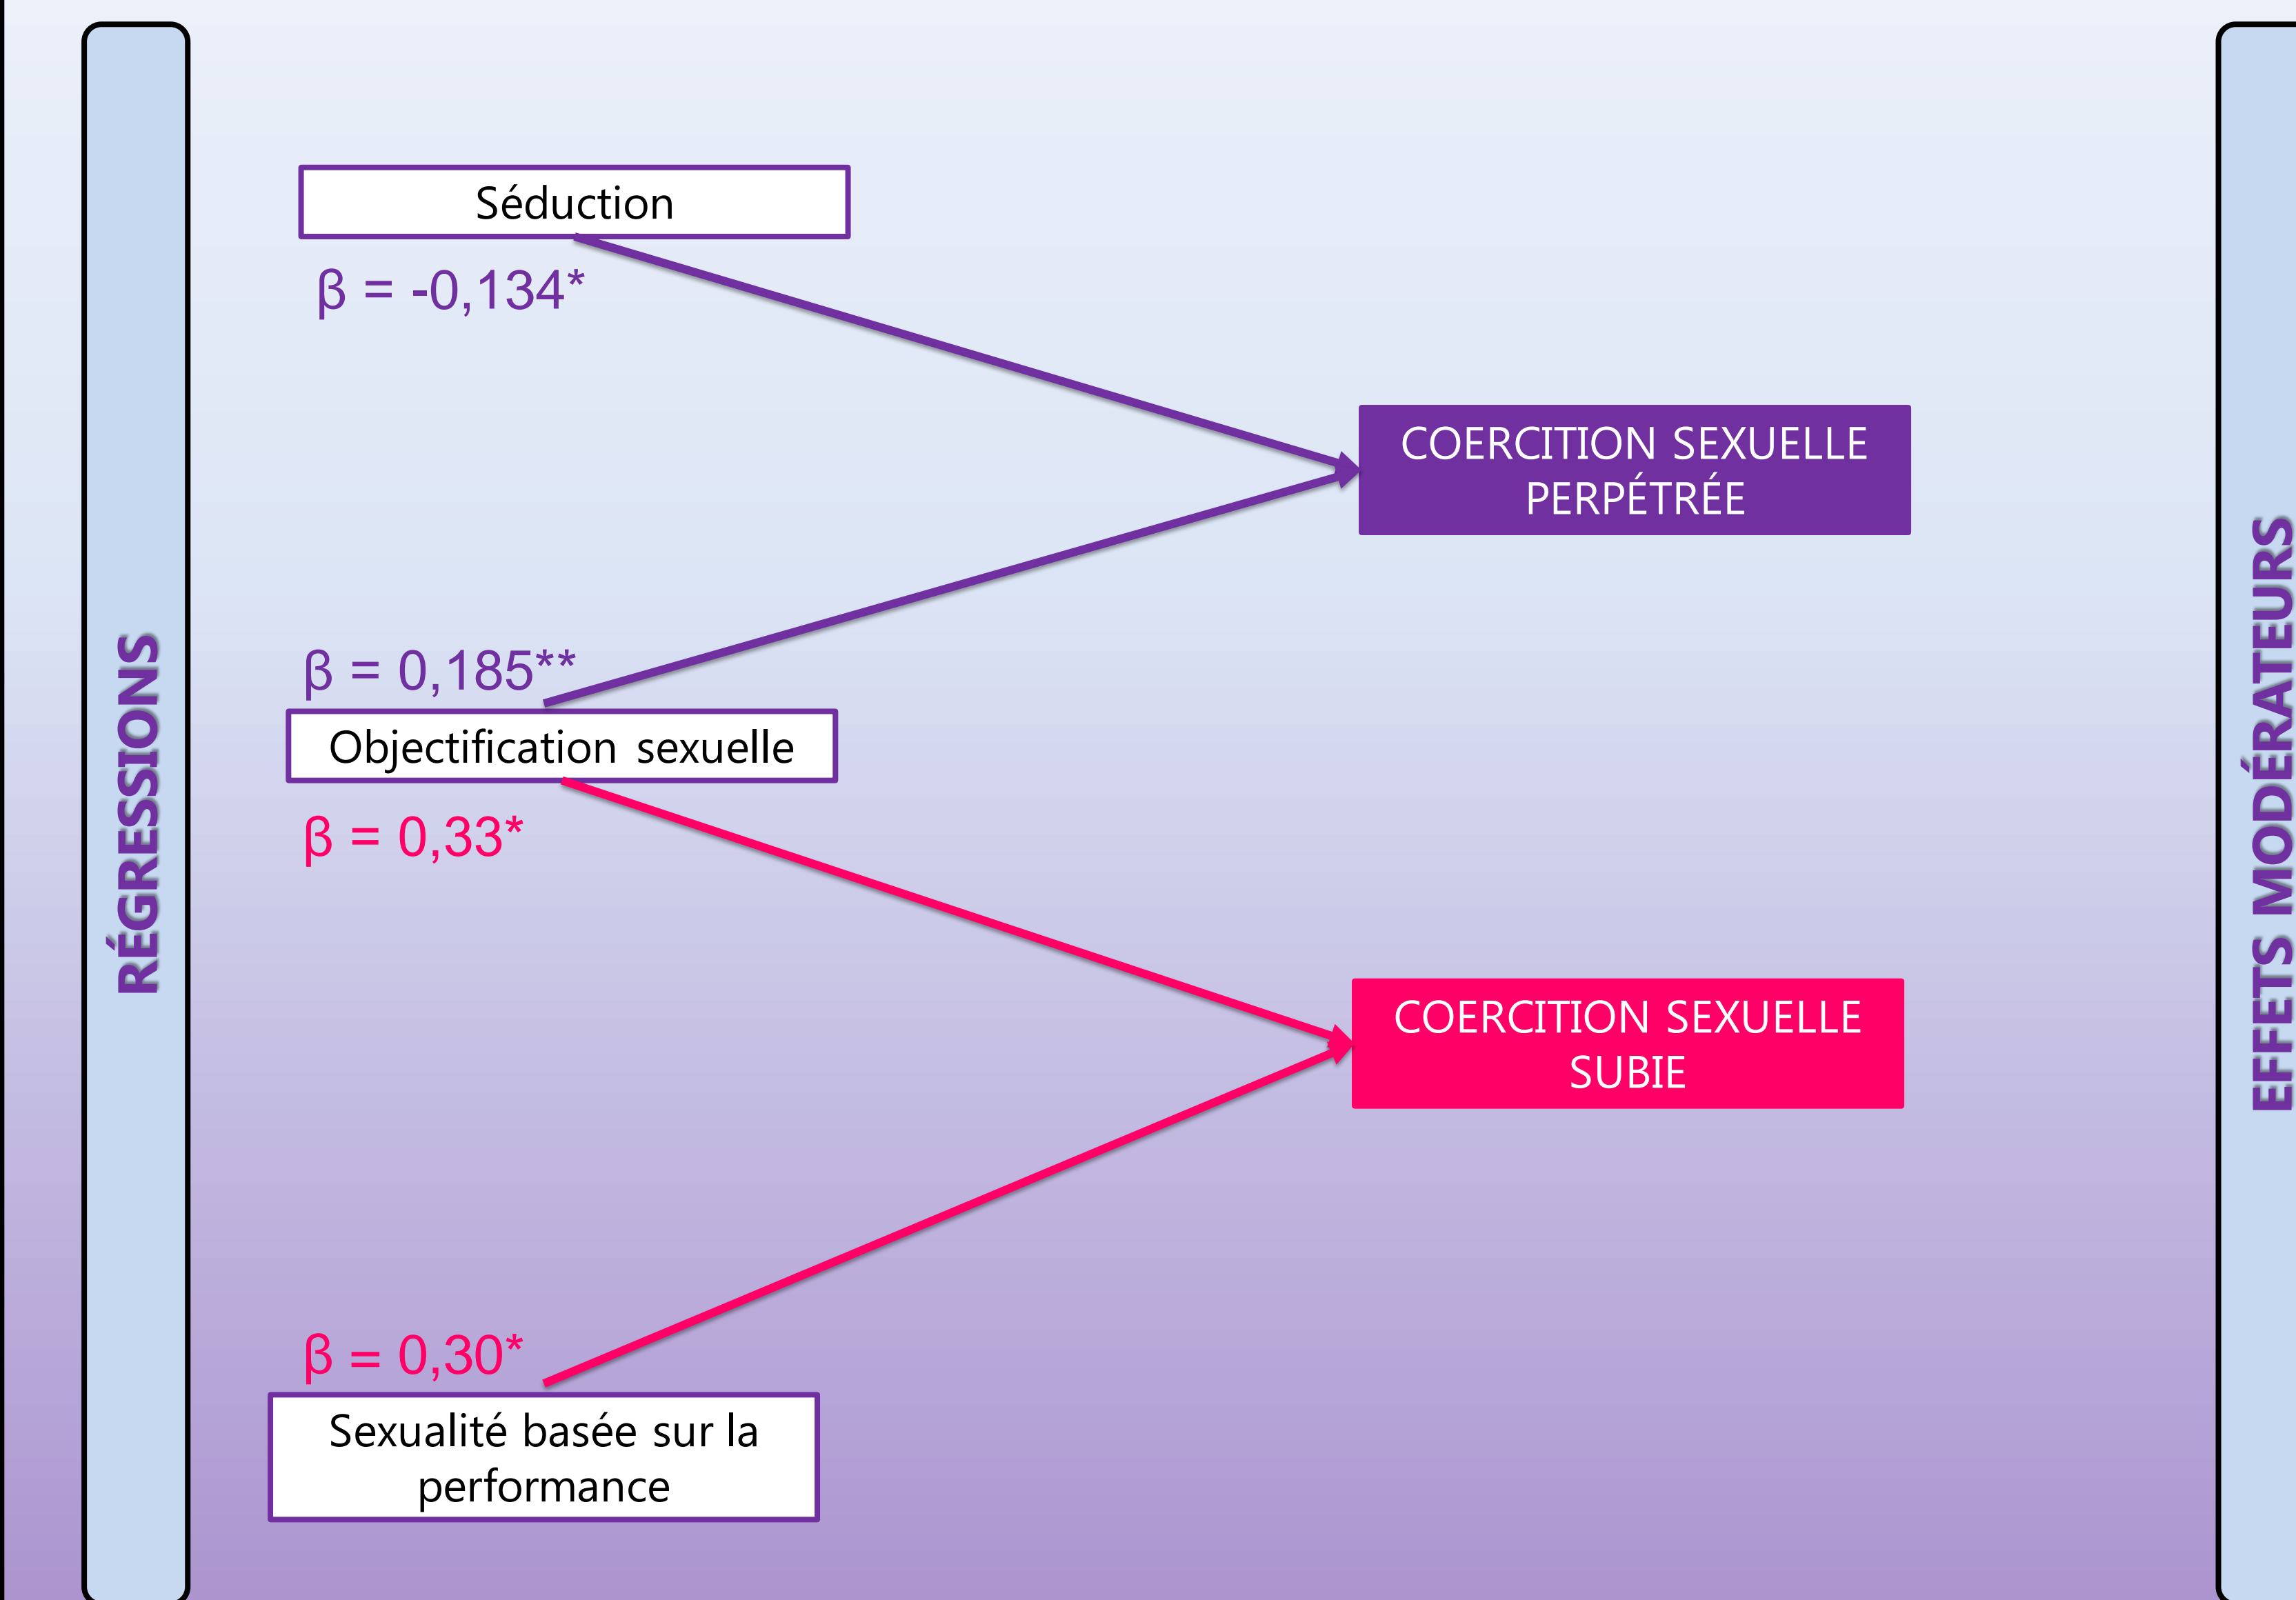 RÉGRESSIONS
Séduction
β = -0,134*
COERCITION SEXUELLE
PERPÉTRÉE
β = 0,185**
Objectification sexuelle
β = 0,33*
COERCITION SEXUELLE
SUBIE
β = 0,30*
Sexualité basée sur la
performance
EFFETS MODÉRATEURS